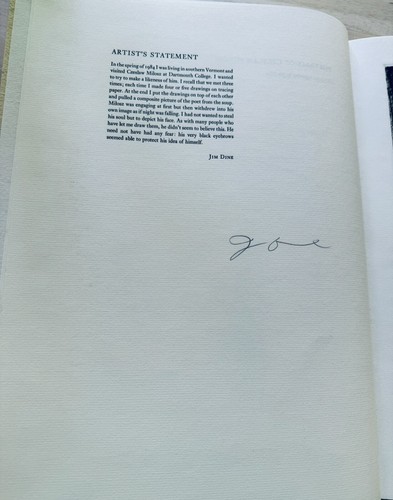 ARTIST'S STATEMENT
In the spring of 1984 I was living in southern Vermont and
visited Czeslaw Milosz at Dartmouth College. I wanted
to try to make a likeness of him. I recall that we met three
times; each time I made four or five drawings on tracing
paper. At the end I put the drawings on top of each other
and pulled a composite picture of the poet from the soup.
Milosz was engaging at first but then withdrew into his
own image as if night was falling. I had not wanted to steal
his soul but to depict his face. As with many people who
have let me draw them, he didn't seem to believe this. He
need not have had any fear: his very black eyebrows
seemed able to protect his idea of himself.
JIM DINE